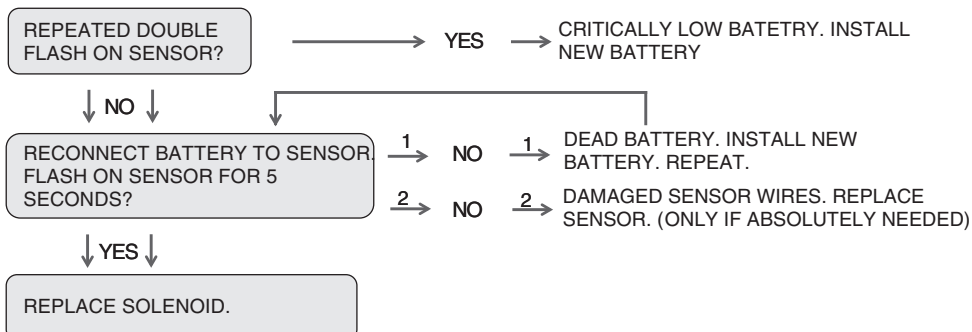 REPEATED DOUBLE
FLASH ON SENSOR?
YES
CRITICALLY LOW BATETRY. INSTALL
NEW BATTERY
NO
RECONNECT BATTERY TO SENSOR.
FLASH ON SENSOR FOR 5
SECONDS?
1
NO
1
DEAD BATTERY. INSTALL NEW
BATTERY. REPEAT.
2
NO
2
DAMAGED SENSOR WIRES. REPLACE
SENSOR. (ONLY IF ABSOLUTELY NEEDED)
YES
REPLACE SOLENOID.